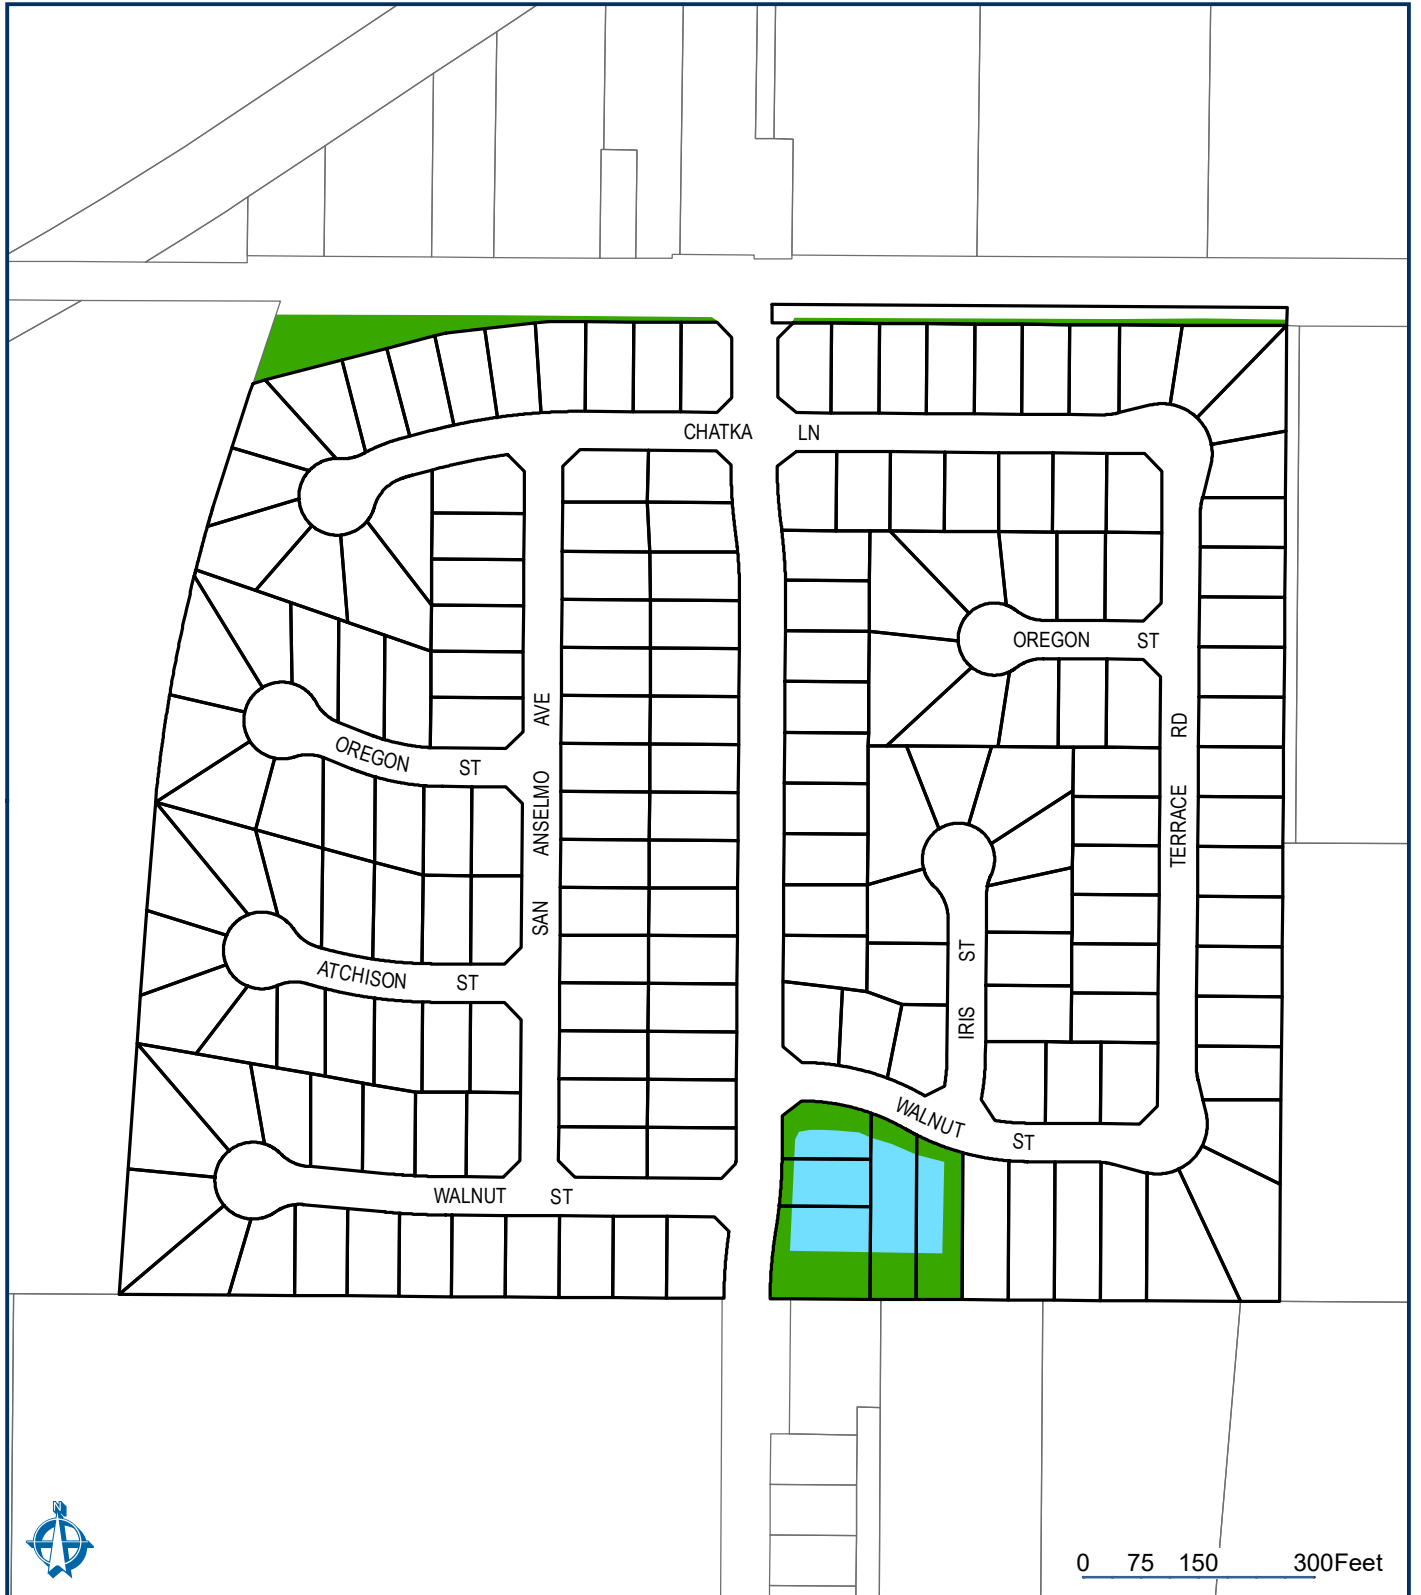 CHATKA LN
OREGON ST
AVE
TERRACE RD
OREGON ST
SAN ANSELMO
ATCHISON ST
IRIS ST
WALNUT ST
WALNUT ST
N
0 75 150 300Feet